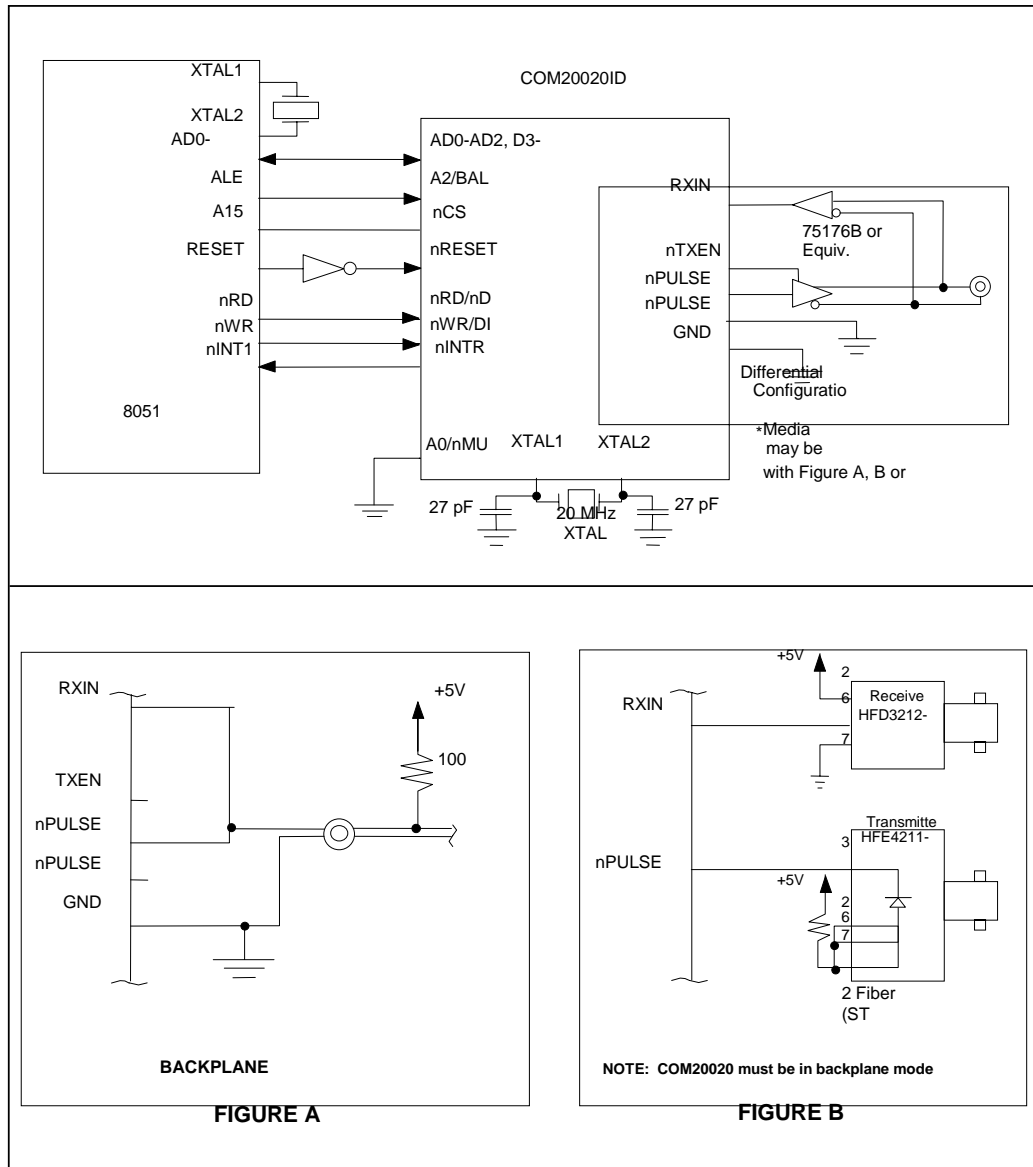 XTAL1
XTAL2
AD0-
ALE
A15
RESET
nRD
nWR
nINT1
8051
COM20020ID
AD0-AD2, D3-
A2/BAL
nCS
nRESET
nRD/nD
nWR/DI
nINTR
A0/nMU
XTAL1
XTAL2
RXIN
nTXEN
nPULSE
nPULSE
GND
75176B or
Equiv.
Differential
Configuratio
*Media
may be
with Figure A, B or
27 pF
20 MHz
XTAL
27 pF
RXIN
TXEN
nPULSE
nPULSE
GND
+5V
100
BACKPLANE
FIGURE A
+5V
2
6
7
Receive
HFD3212-
RXIN
nPULSE
Transmitte
HFE4211-
3
+5V
2
6
7
2 Fiber
(ST
NOTE: COM20020 must be in backplane mode
FIGURE B